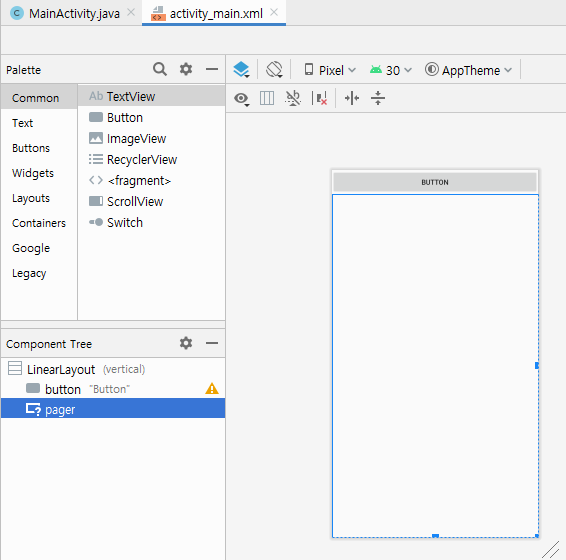 MainActivity.java
activity_main.xml
Palette
Pixel
30
AppTheme
Common
Text
Buttons
Widgets
Layouts
Containers
Google
Legacy
Ab TextView
Button
ImageView
RecyclerView
<fragment>
ScrollView
Switch
BUTTON
Component Tree
LinearLayout (vertical)
button "Button"
pager